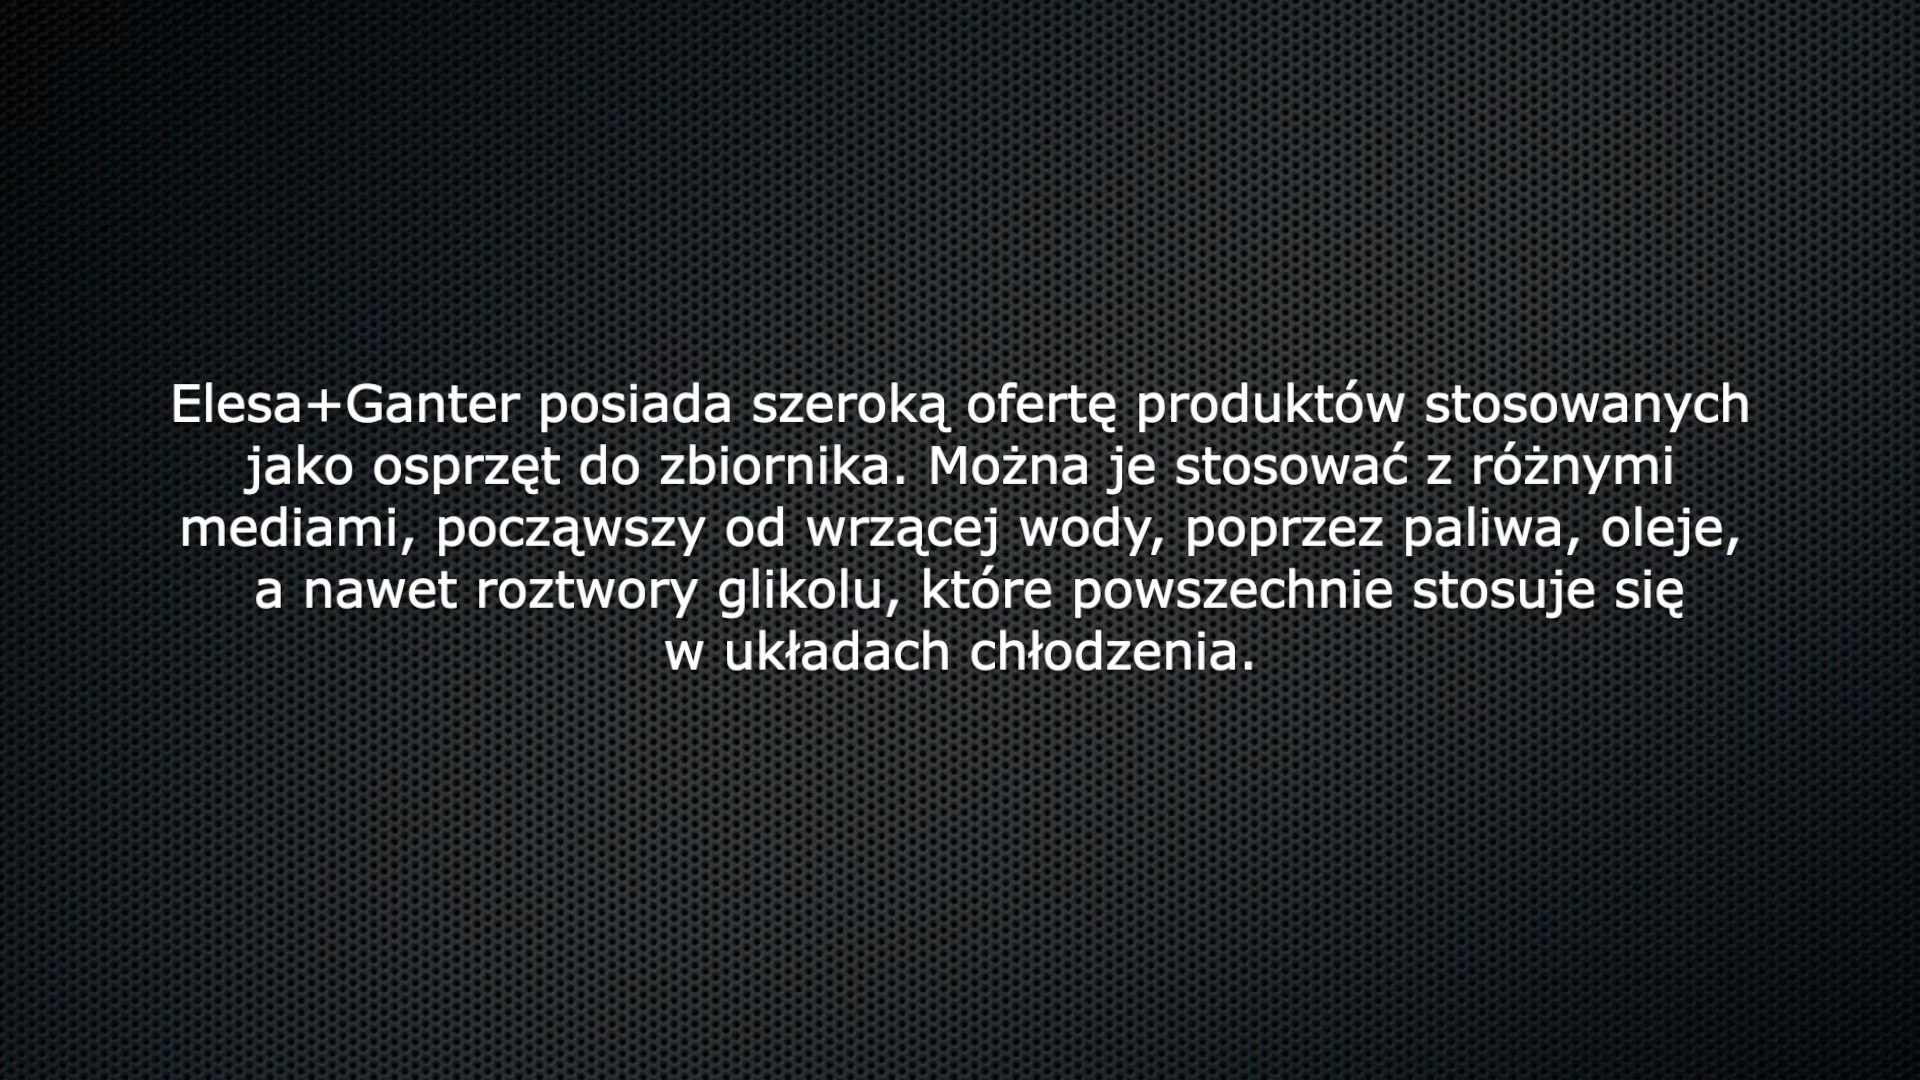 Elesa+Ganter posiada szeroką ofertę produktów stosowanych
jako osprzęt do zbiornika. Można je stosować z różnymi
mediami, począwszy od wrzącej wody, poprzez paliwa, oleje,
a nawet roztwory glikolu, które powszechnie stosuje się
w układach chłodzenia.